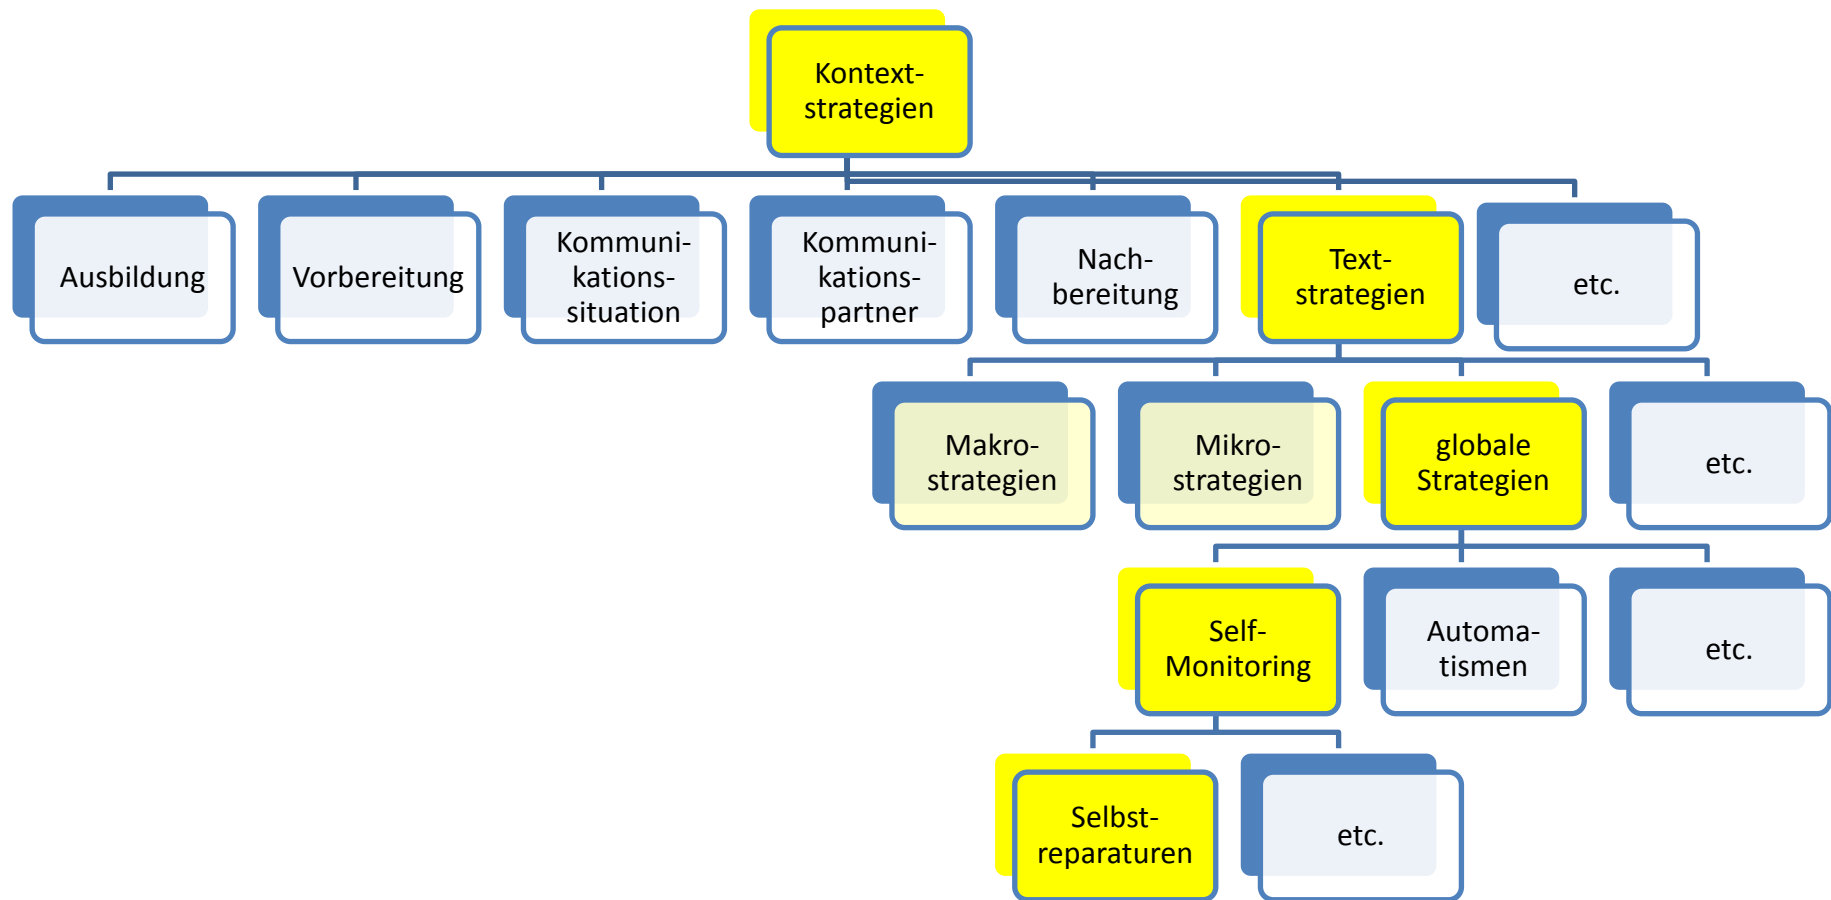 Kontext-
strategien
Ausbildung
Vorbereitung
Kommuni-
kations-
situation
Kommuni-
kations-
partner
Nach-
bereitung
Text-
strategien
etc.
Makro-
strategien
Mikro-
strategien
globale
Strategien
etc.
Self-
Monitoring
Automa-
tismen
etc.
Selbst-
reparaturen
etc.